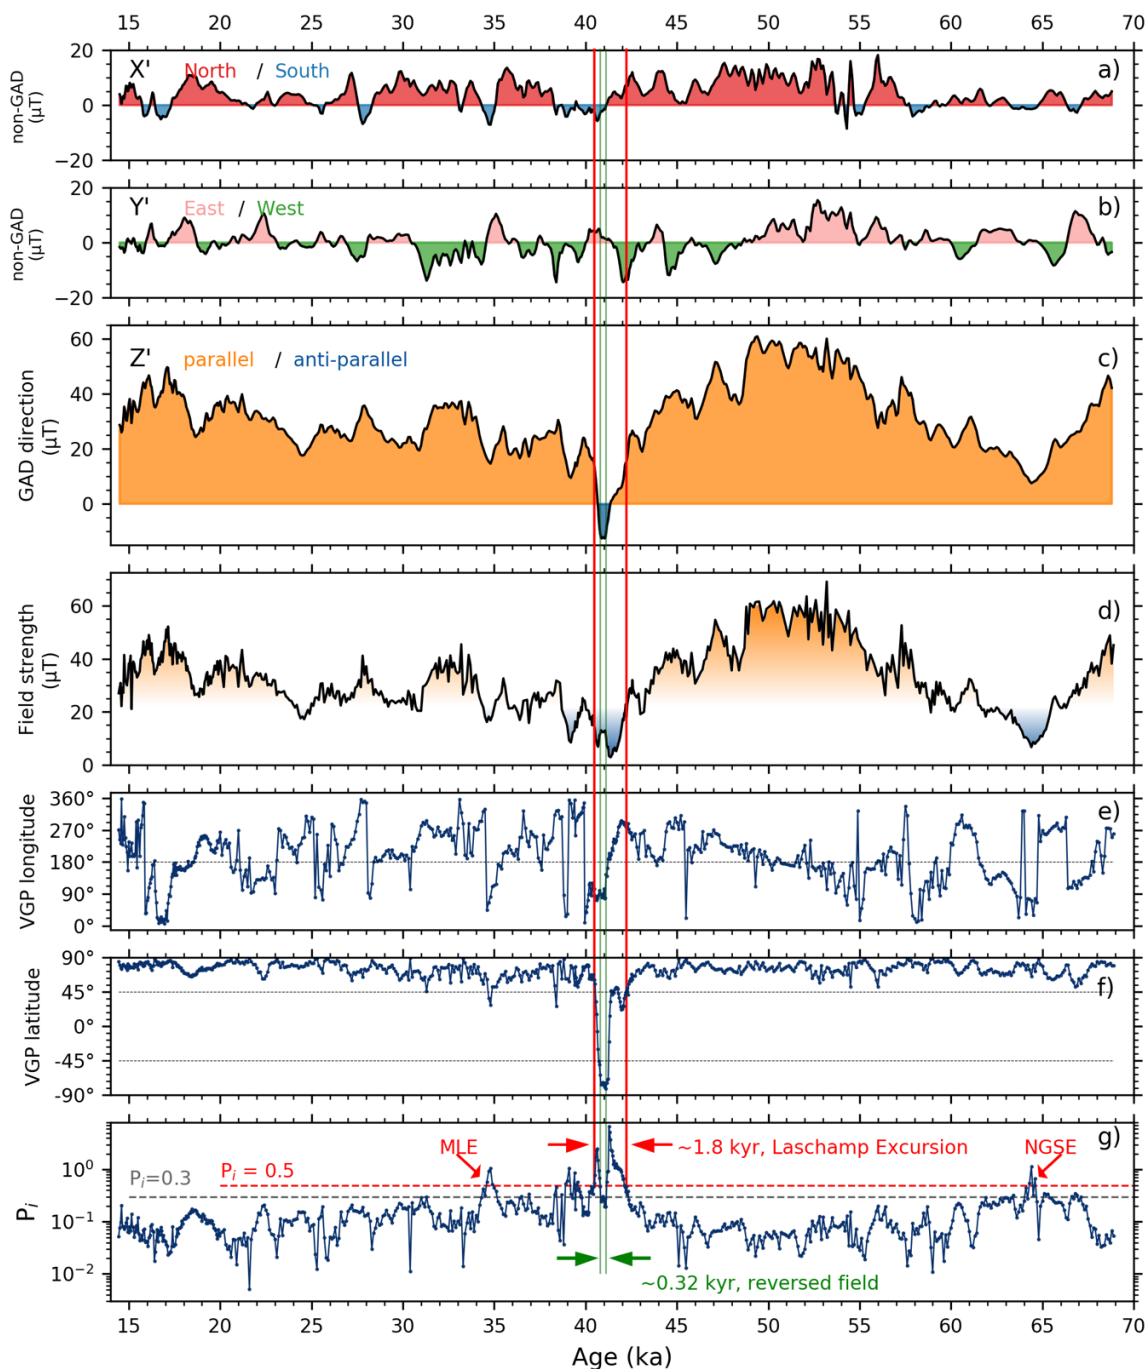 15 20 25 30 35 40 45 50 55 60 65 70
X' North / South a)
20
0
−20
non-GAD
(μT)
Y' East / West b)
20
0
−20
non-GAD
(μT)
Z' parallel / anti-parallel c)
60
40
20
0
GAD direction
(μT)
d)
60
40
20
0
Field strength
(μT)
e)
360°
270°
180°
90°
0°
VGP longitude
f)
90°
45°
0°
-45°
-90°
VGP latitude
g)
MLE
~1.8 kyr, Laschamp Excursion
NGSE
Pi = 0.5
Pi=0.3
10⁰
10⁻¹
10⁻²
Pi
~0.32 kyr, reversed field
15 20 25 30 35 40 45 50 55 60 65 70
Age (ka)